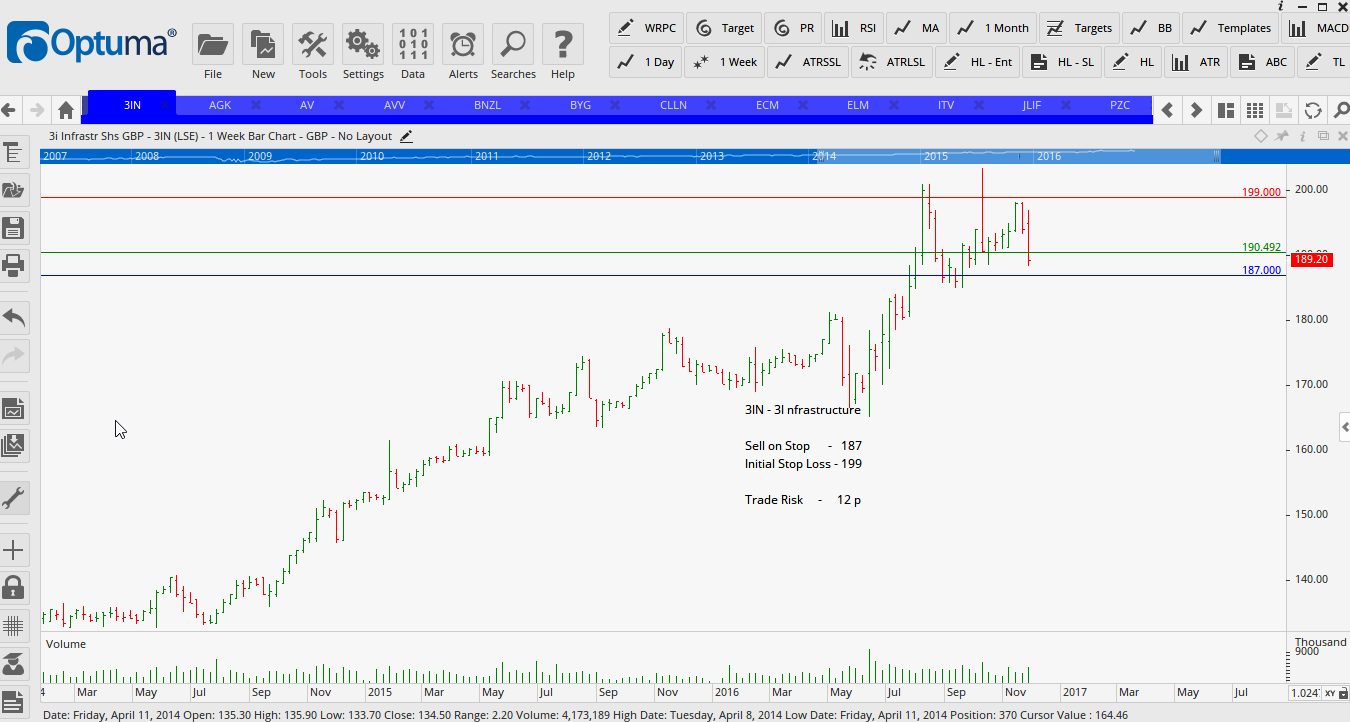 Optuma®
File
New
Tools
Settings
101
010
111
Data
Alerts
Searches
?
Help
WRPC
Target
PR
RSI
MA
1 Month
Targets
BB
Templates
MACD
1 Day
1 Week
ATRSSL
ATRLSL
HL - Ent
HL - SL
HL
ATR
ABC
TL
3IN
AGK
AV
AVV
BNZL
BYG
CLLN
ECM
ELM
ITV
JLIF
PZC
3i Infrastr Shs GBP - 3IN (LSE) - 1 Week Bar Chart - GBP - No Layout
2007
2008
2009
2010
2011
2012
2013
2014
2015
2016
199.000
200.00
190.492
189.20
187.000
180.00
170.00
3IN - 3I nfrastructure
Sell on Stop - 187
160.00
Initial Stop Loss - 199
Trade Risk - 12 p
150.00
140.00
Volume
Thousand
9000
4
Mar
May
Jul
Sep
Nov
2015
Mar
May
Jul
Sep
Nov
2016
Mar
May
Jul
Sep
Nov
2017
Mar
May
Jul
1.024
XY
Date: Friday, April 11, 2014 Open: 135.30 High: 135.90 Low: 133.70 Close: 134.50 Range: 2.20 Volume: 4,173,189 High Date: Tuesday, April 8, 2014 Low Date: Friday, April 11, 2014 Position: 370 Cursor Value : 164.46